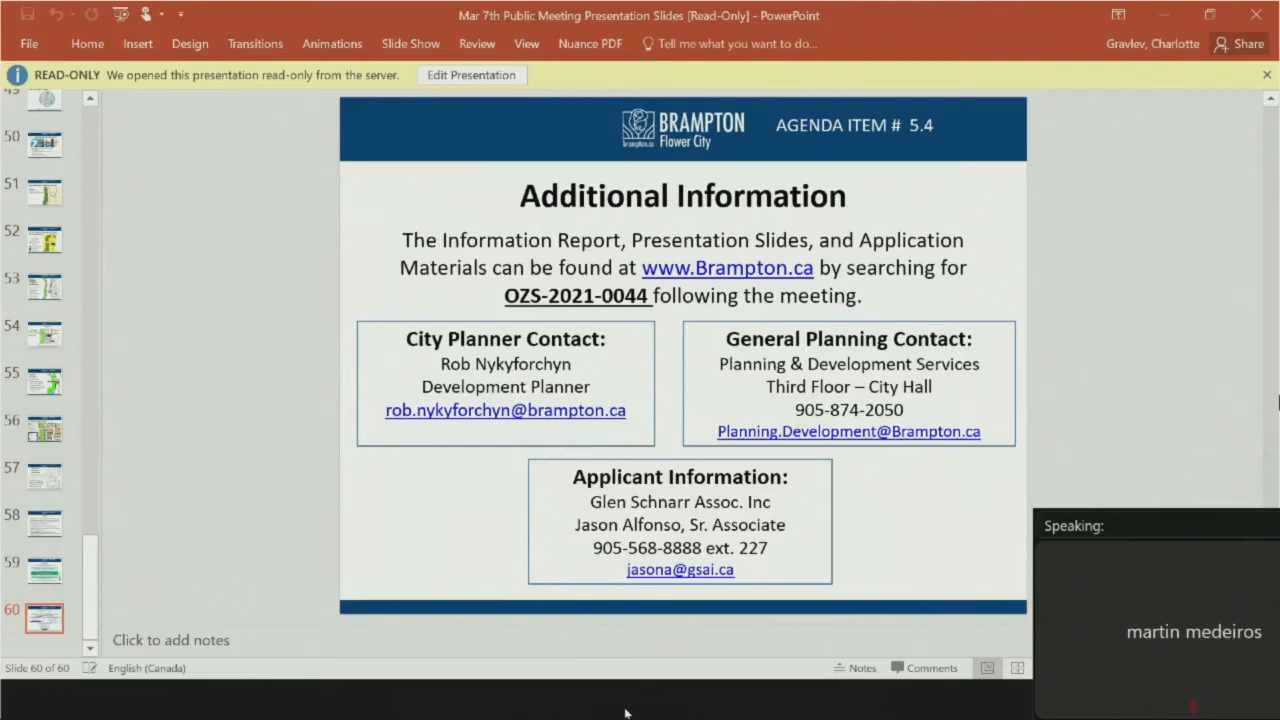 Mar 7th Public Meeting Presentation Slides [Read-Only] - PowerPoint
File Home Insert Design Transitions Animations Slide Show Review View Nuance PDF Tell me what you want to do... Gravlev, Charlotte Share
READ-ONLY We opened this presentation read-only from the server. Edit Presentation
49
50
51
52
53
54
55
56
57
58
59
60
BRAMPTON
brampton.ca Flower City
AGENDA ITEM # 5.4
Additional Information
The Information Report, Presentation Slides, and Application
Materials can be found at www.Brampton.ca by searching for
OZS-2021-0044 following the meeting.
City Planner Contact:
Rob Nykyforchyn
Development Planner
rob.nykyforchyn@brampton.ca
General Planning Contact:
Planning & Development Services
Third Floor – City Hall
905-874-2050
Planning.Development@Brampton.ca
Applicant Information:
Glen Schnarr Assoc. Inc
Jason Alfonso, Sr. Associate
905-568-8888 ext. 227
jasona@gsai.ca
Click to add notes
Slide 60 of 60 English (Canada) Notes Comments
Speaking:
martin medeiros